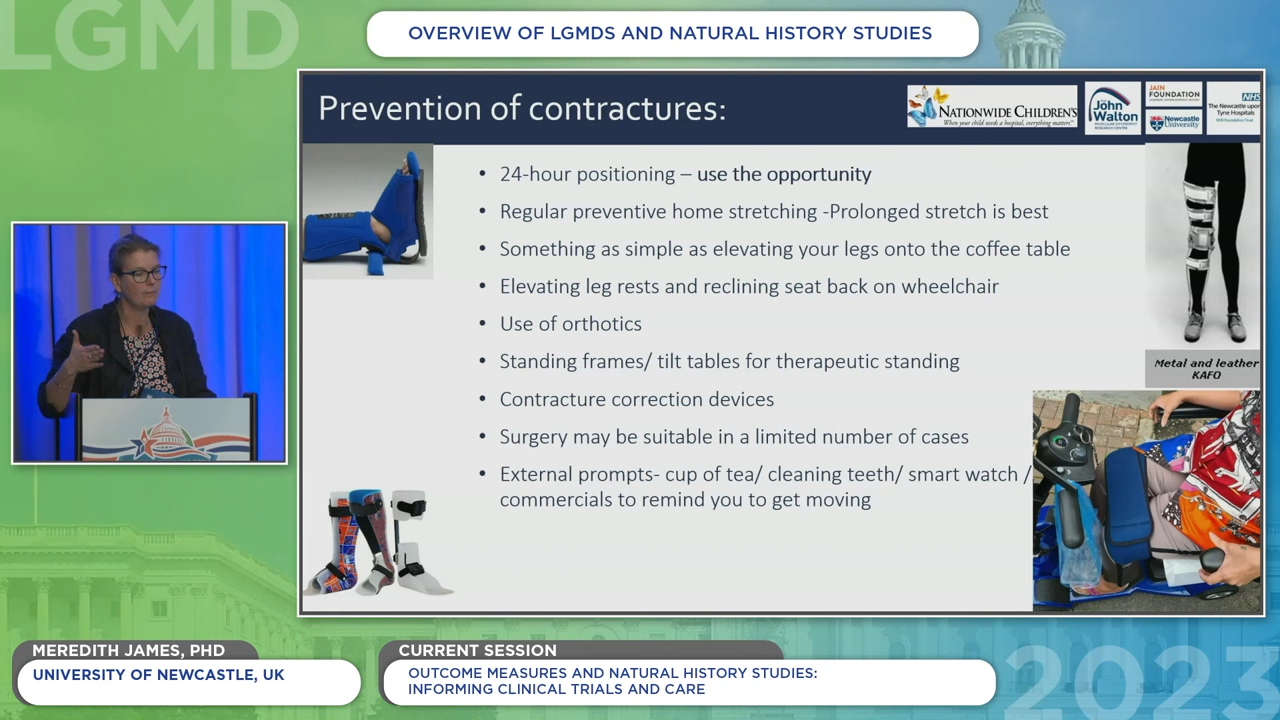 LGMD
OVERVIEW OF LGMDS AND NATURAL HISTORY STUDIES
Prevention of contractures:
NATIONWIDE CHILDREN'S
When your child needs a hospital, everything matters.
The
John
Walton
JAIN
FOUNDATION
Newcastle
University
NHS
The Newcastle upon
Tyne Hospitals
NHS Foundation Trust
• 24-hour positioning – use the opportunity
• Regular preventive home stretching -Prolonged stretch is best
• Something as simple as elevating your legs onto the coffee table
• Elevating leg rests and reclining seat back on wheelchair
• Use of orthotics
• Standing frames/ tilt tables for therapeutic standing
• Contracture correction devices
• Surgery may be suitable in a limited number of cases
• External prompts- cup of tea/ cleaning teeth/ smart watch /
commercials to remind you to get moving
Metal and leather
KAFO
MEREDITH JAMES, PHD
UNIVERSITY OF NEWCASTLE, UK
CURRENT SESSION
OUTCOME MEASURES AND NATURAL HISTORY STUDIES:
INFORMING CLINICAL TRIALS AND CARE
2023